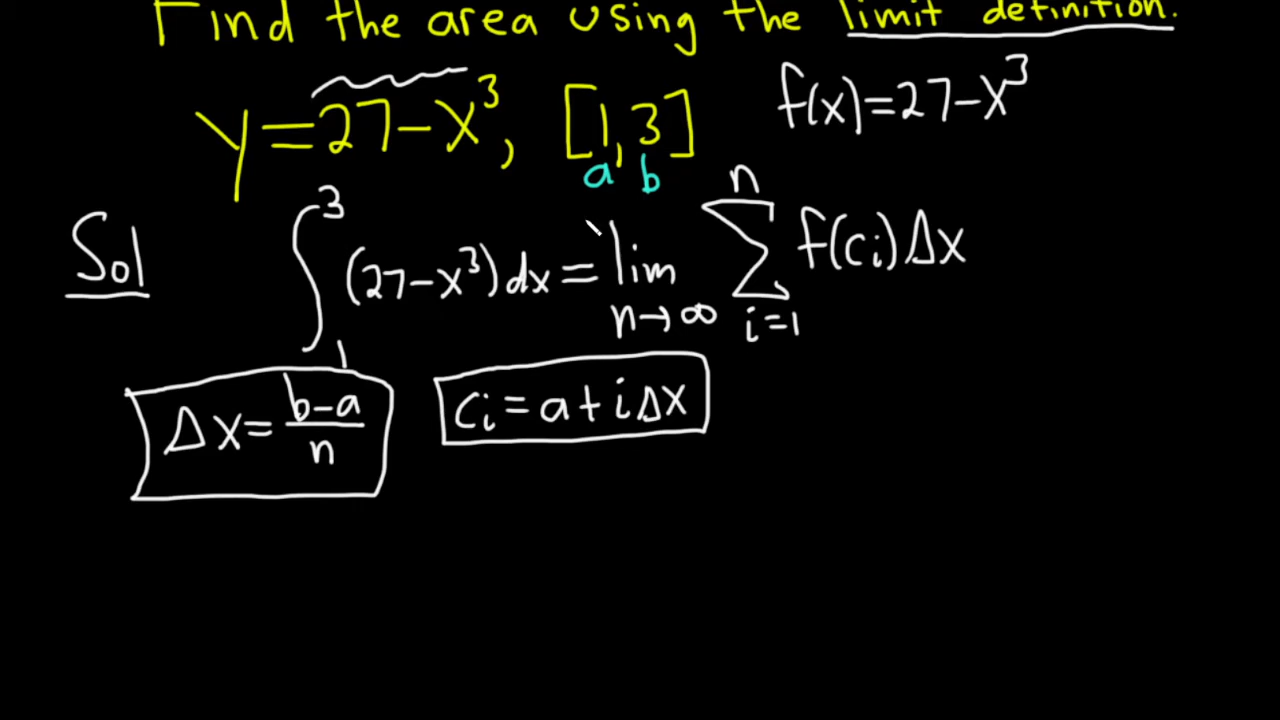 Find the area using the limit definition.
y=27-x³, [1,3] f(x)=27-x³
a b
Sol ∫₁³ (27-x³)dx = lim n→∞ Σ i=1 n f(cᵢ)Δx
Δx = b-a/n cᵢ = a+iΔx